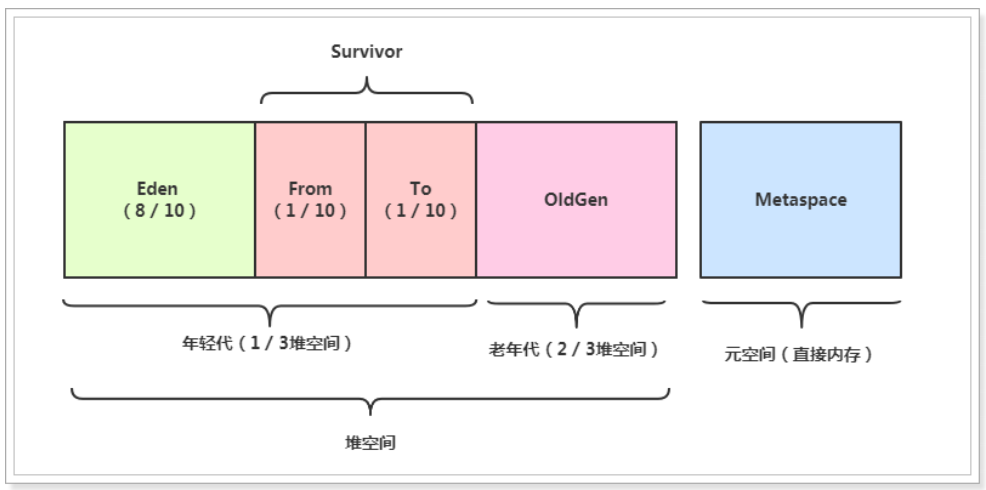 Survivor
Eden
（8 / 10）
From
（1 / 10）
To
（1 / 10）
OldGen
Metaspace
年轻代（1 / 3堆空间）
老年代（2 / 3堆空间）
元空间（直接内存）
堆空间